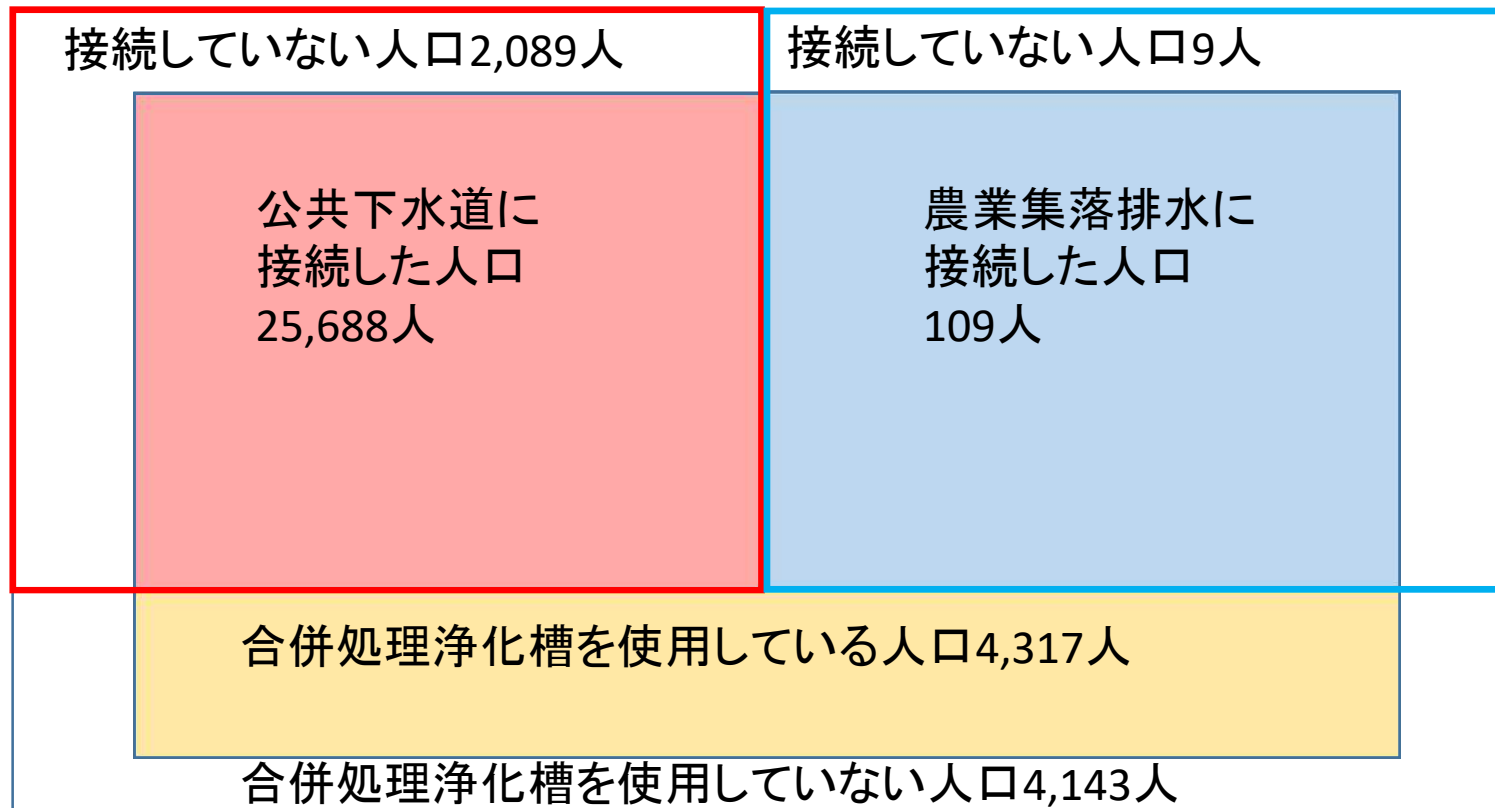 接続していない人口2,089人
接続していない人口9人
公共下水道に
接続した人口
25,688人
農業集落排水に
接続した人口
109人
合併処理浄化槽を使用している人口4,317人
合併処理浄化槽を使用していない人口4,143人